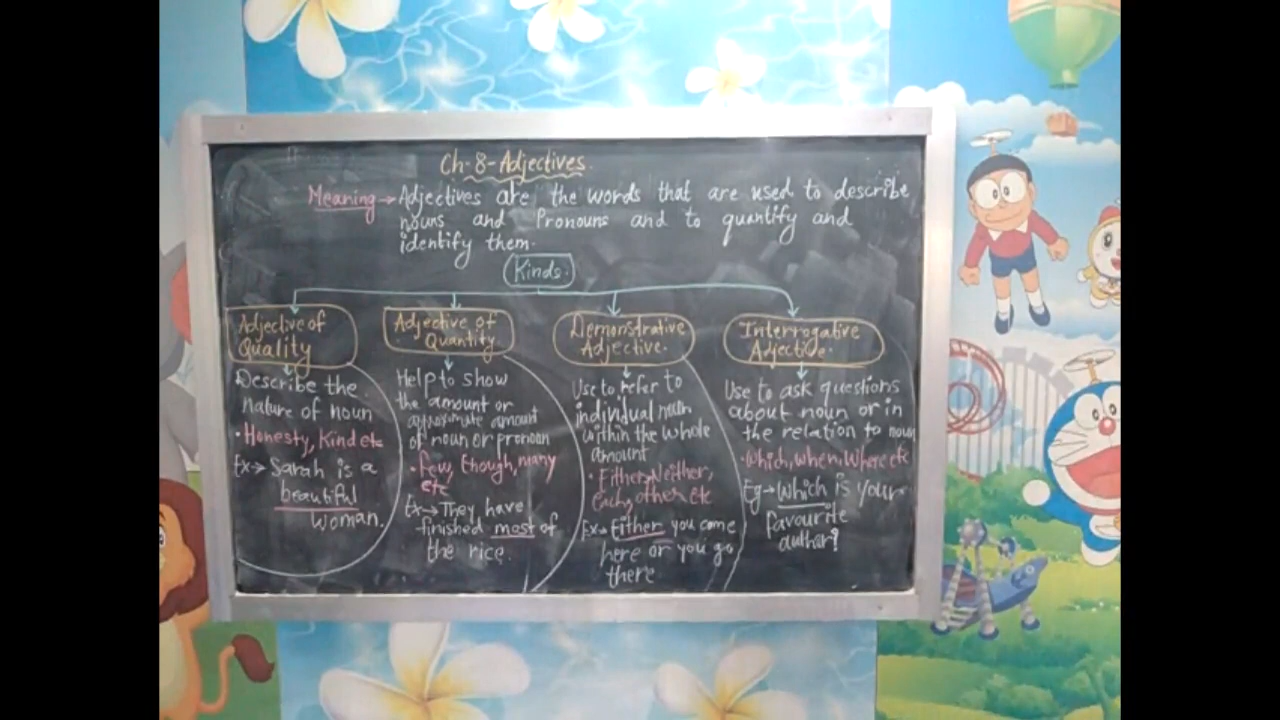 Ch-8-Adjectives.
Meaning → Adjectives are the words that are used to describe
nouns and Pronouns and to quantify and
identify them.
Kinds.
Adjective of
Quality
Describe the
nature of noun
• Honesty, Kind etc
Ex → Sarah is a
beautiful
woman.
Adjective of
Quantity
Help to show
the amount or
approximate amount
of noun or pronoun
• few, Enough, many
etc
Ex → They have
finished most of
the rice.
Demonstrative
Adjective.
Use to refer to
individual noun
within the whole
amount
• Either, Neither,
Each, other etc
Ex → Either you come
here or you go
there
Interrogative
Adjective.
Use to ask questions
about noun or in
the relation to noun
• Which, when, Where etc
Eg → Which is your
favourite
author?